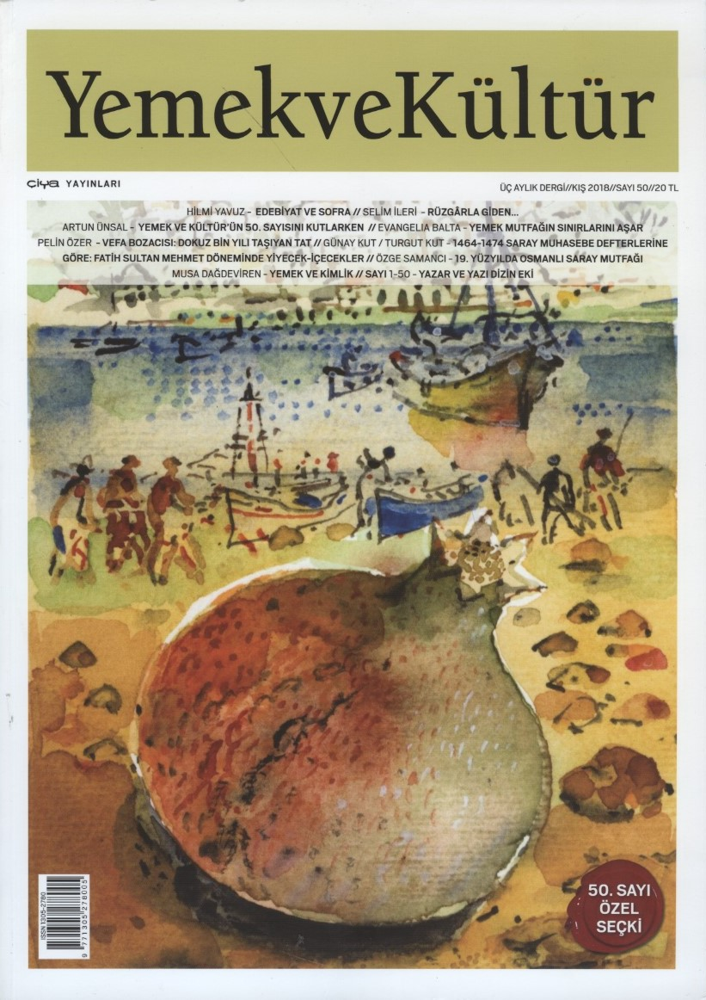 YemekveKültür
çiya YAYINLARI
ÜÇ AYLIK DERGİ//KIŞ 2018//SAYI 50//20 TL
HİLMİ YAVUZ - EDEBİYAT VE SOFRA // SELİM İLERİ - RÜZGÂRLA GİDEN...
ARTUN ÜNSAL - YEMEK VE KÜLTÜR'ÜN 50. SAYISINI KUTLARKEN // EVANGELIA BALTA - YEMEK MUTFAĞIN SINIRLARINI AŞAR
PELİN ÖZER - VEFA BOZACISI: DOKUZ BİN YILI TAŞIYAN TAT // GÜNAY KUT / TURGUT KUT - 1464-1474 SARAY MUHASEBE DEFTERLERİNE
GÖRE: FATİH SULTAN MEHMET DÖNEMİNDE YİYECEK-İÇECEKLER // ÖZGE SAMANCI - 19. YÜZYILDA OSMANLI SARAY MUTFAĞI
MUSA DAĞDEVİREN - YEMEK VE KİMLİK // SAYI 1-50 - YAZAR VE YAZI DİZİN EKİ
50. SAYI
ÖZEL
SEÇKİ
ISSN 1305-2780
9 771305 278005